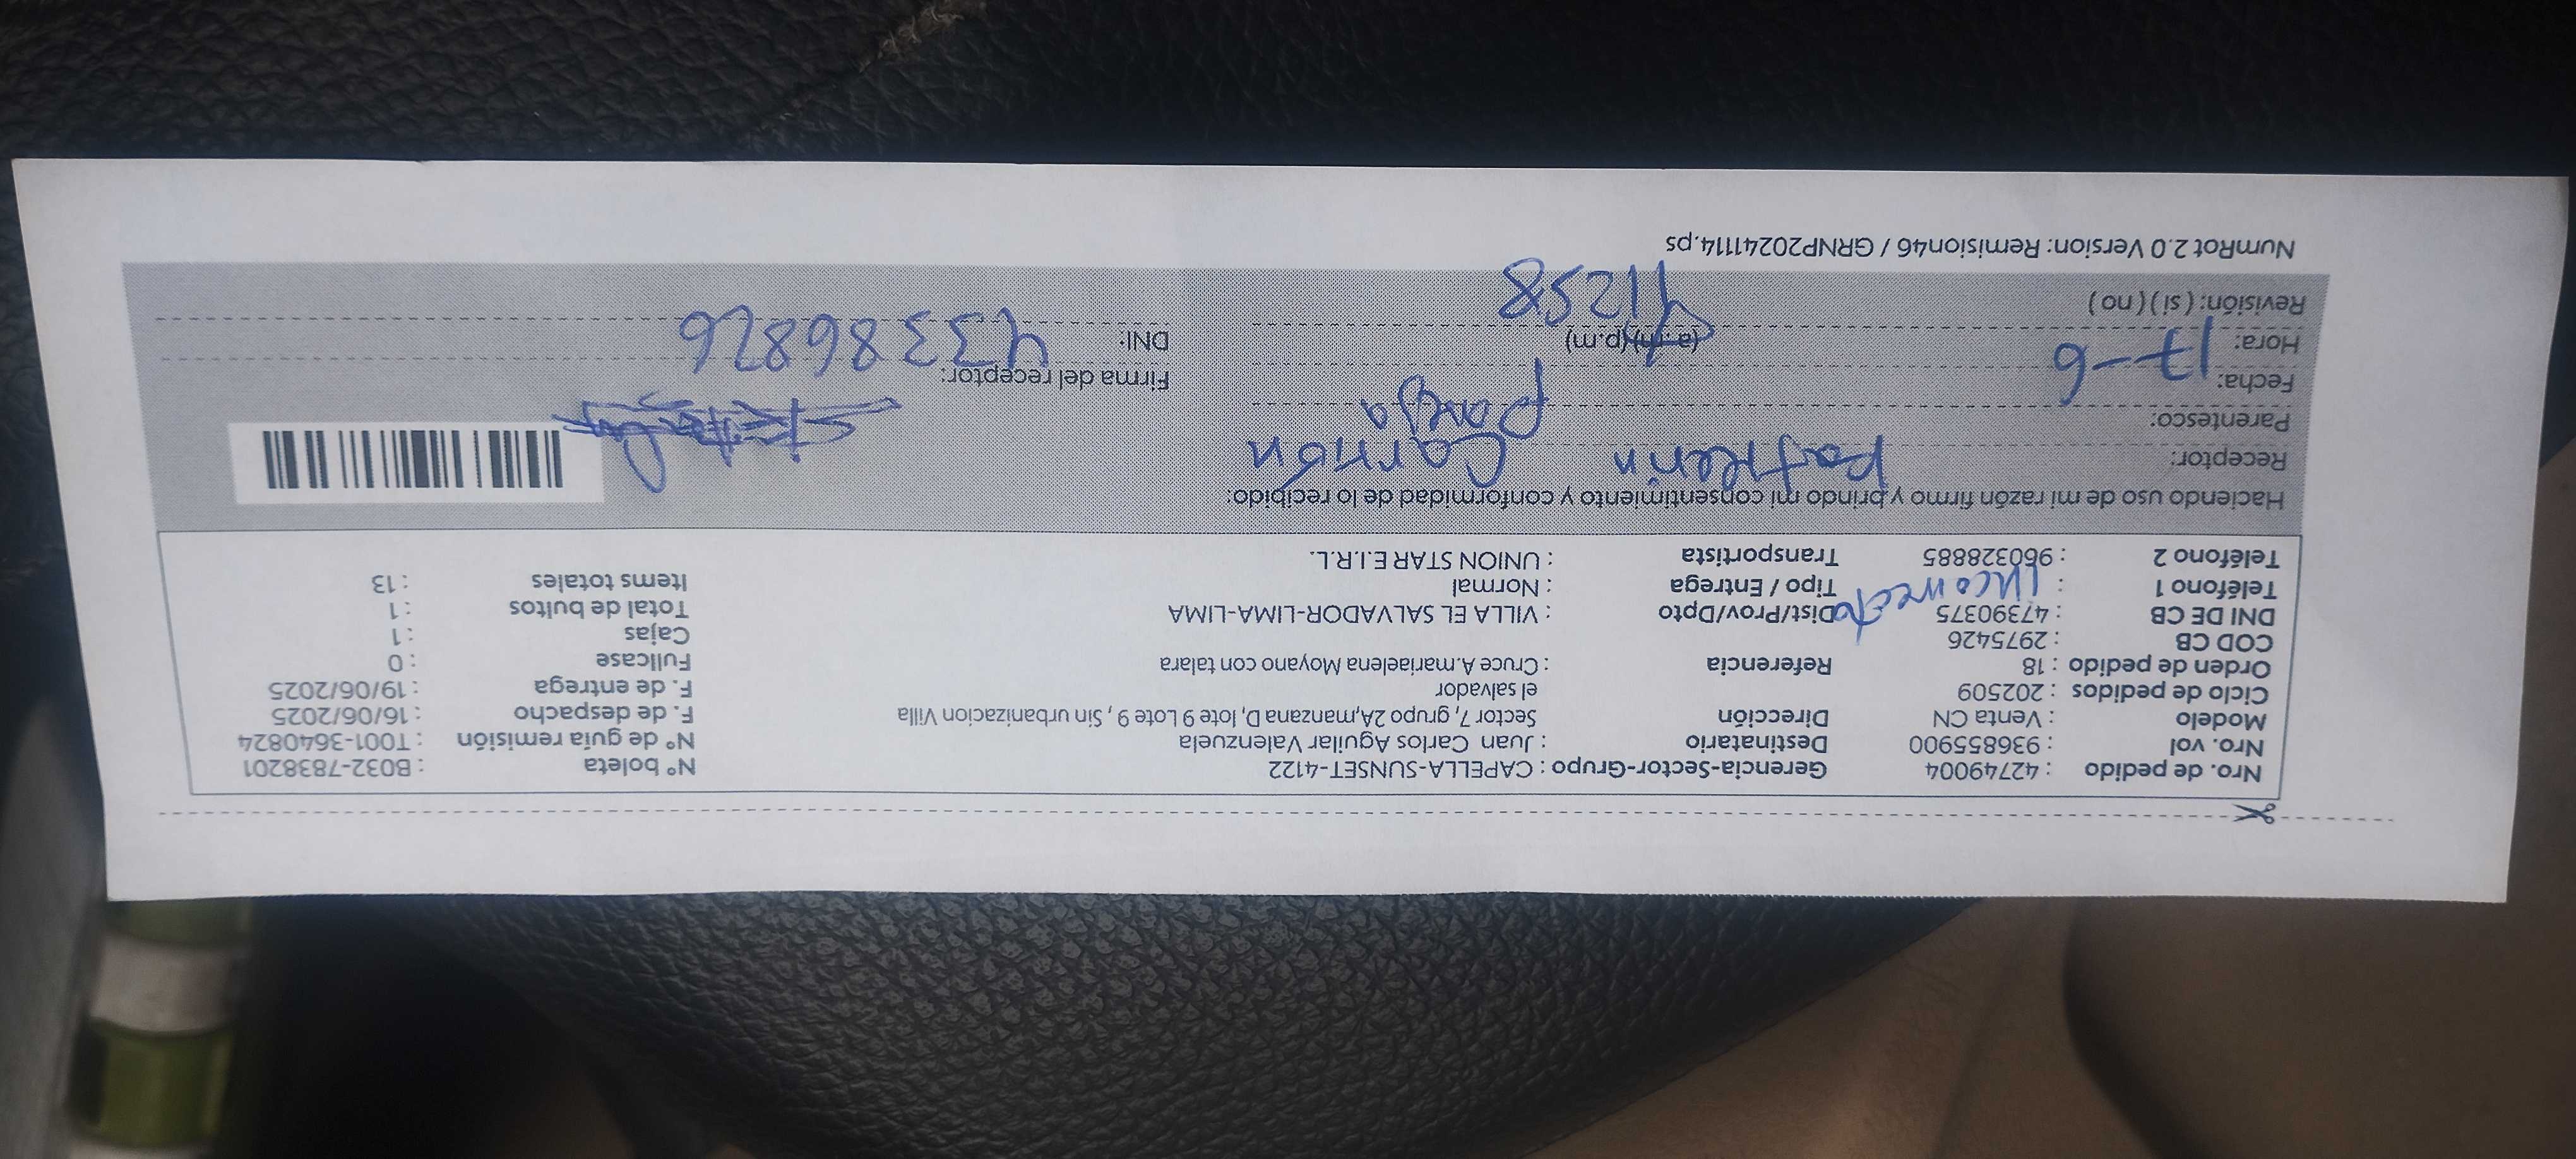 Nro. de pedido : 42749004 Gerencia-Sector-Grupo : CAPELLA-SUNSET-4122 N° boleta : B032-7838201
Nro. vol : 936855900 Destinatario : Juan Carlos Aguilar Valenzuela N° de guía remisión : T001-3640824
Modelo : Venta CN Dirección Sector 7, grupo 2A,manzana D, lote 9 Lote 9 , Sin urbanizacion Villa F. de despacho : 16/06/2025
Ciclo de pedidos : 202509 el salvador F. de entrega : 19/06/2025
Orden de pedido : 18 Referencia : Cruce A.mariaelena Moyano con talara Fullcase : 0
COD CB : 2975426 Cajas : 1
DNI DE CB : 47390375 Dist/Prov/Dpto : VILLA EL SALVADOR-LIMA-LIMA Total de bultos : 1
Teléfono 1 : Incorrecto Tipo / Entrega : Normal Items totales : 13
Teléfono 2 : 960328885 Transportista : UNION STAR E.I.R.L.
Haciendo uso de mi razón firmo y brindo mi consentimiento y conformidad de lo recibido:
Receptor: Carrión
Parentesco: Pareja
Fecha: 17-6 Firma del receptor:
Hora: (a.m) (p.m) DNI: 43386826
Revisión: ( si ) ( no )
NumRot 2.0 Version: Remision46 / GRNP20241114.ps